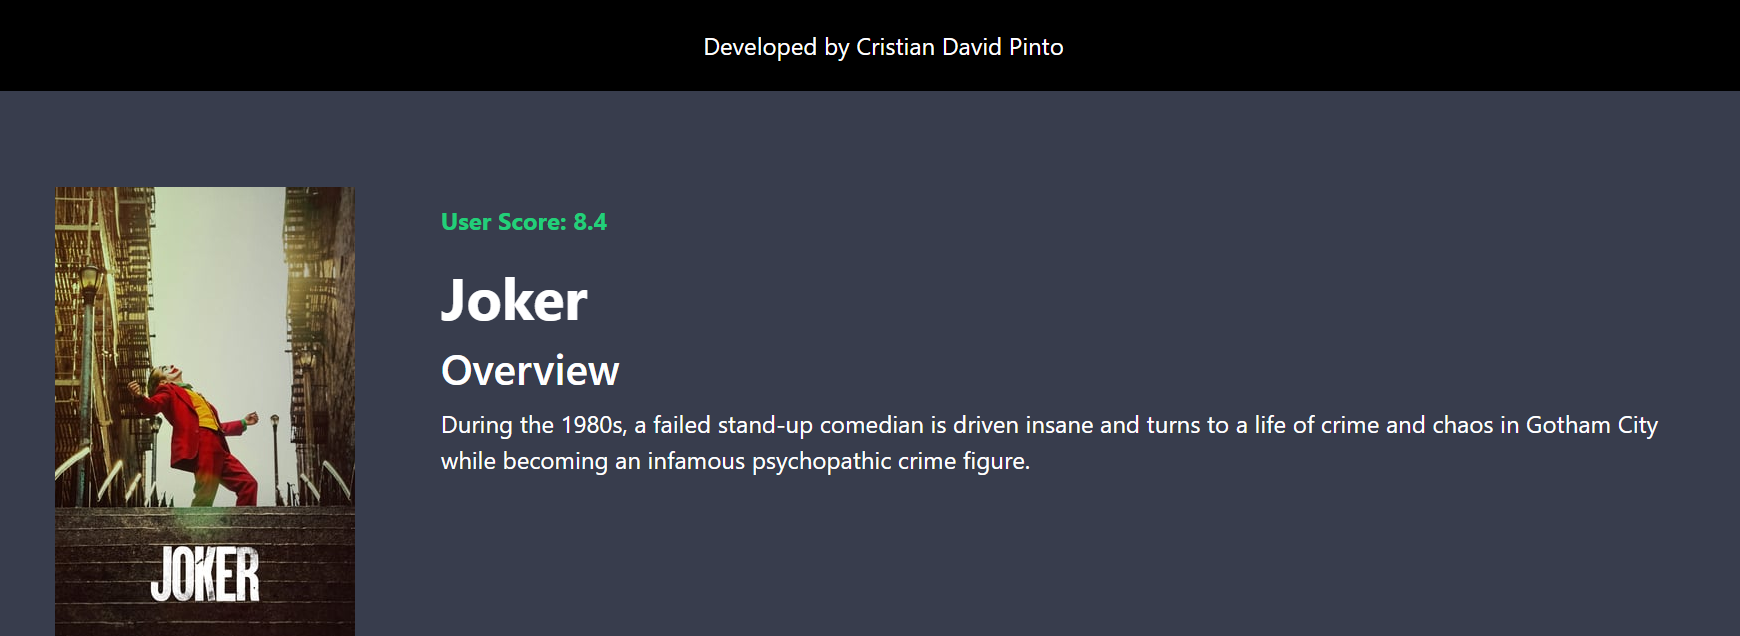 Developed by Cristian David Pinto
User Score: 8.4
Joker
Overview
During the 1980s, a failed stand-up comedian is driven insane and turns to a life of crime and chaos in Gotham City
while becoming an infamous psychopathic crime figure.
JOKER